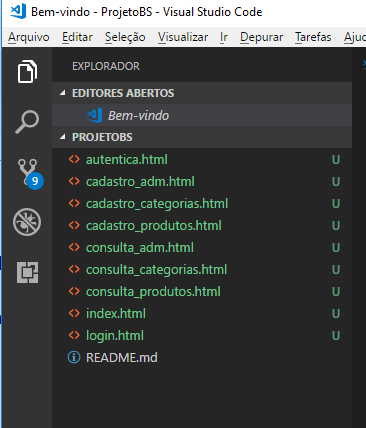 Bem-vindo - ProjetoBS - Visual Studio Code
Arquivo Editar Seleção Visualizar Ir Depurar Tarefas Aju
EXPLORADOR
EDITORES ABERTOS
Bem-vindo
PROJETOBS
autentica.html U
cadastro_adm.html U
cadastro_categorias.html U
cadastro_produtos.html U
consulta_adm.html U
consulta_categorias.html U
consulta_produtos.html U
index.html U
login.html U
README.md
9